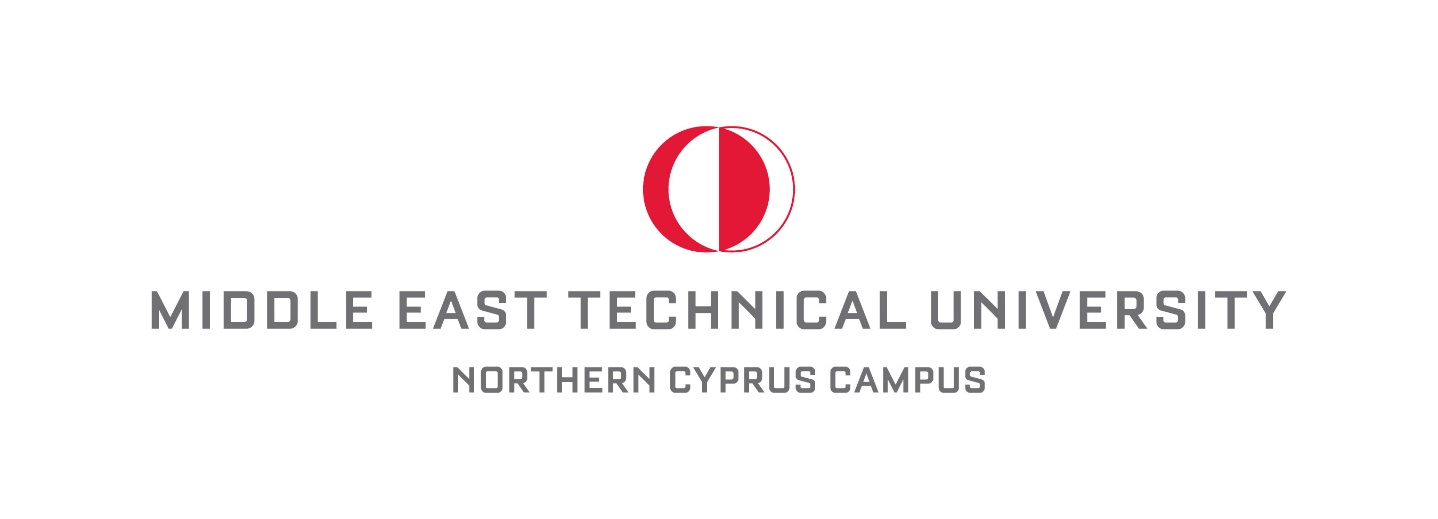 MIDDLE EAST TECHNICAL UNIVERSITY
NORTHERN CYPRUS CAMPUS